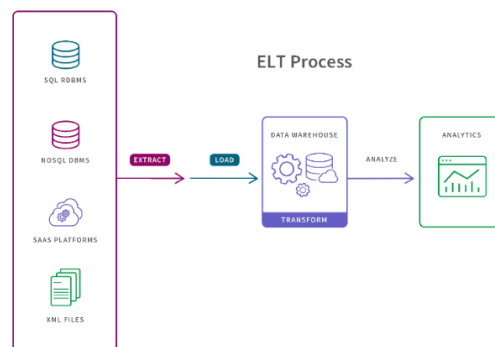 ELT Process
SQL RDBMS
NOSQL DBMS
SAAS PLATFORMS
XML FILES
EXTRACT
LOAD
DATA WAREHOUSE
TRANSFORM
ANALYZE
ANALYTICS